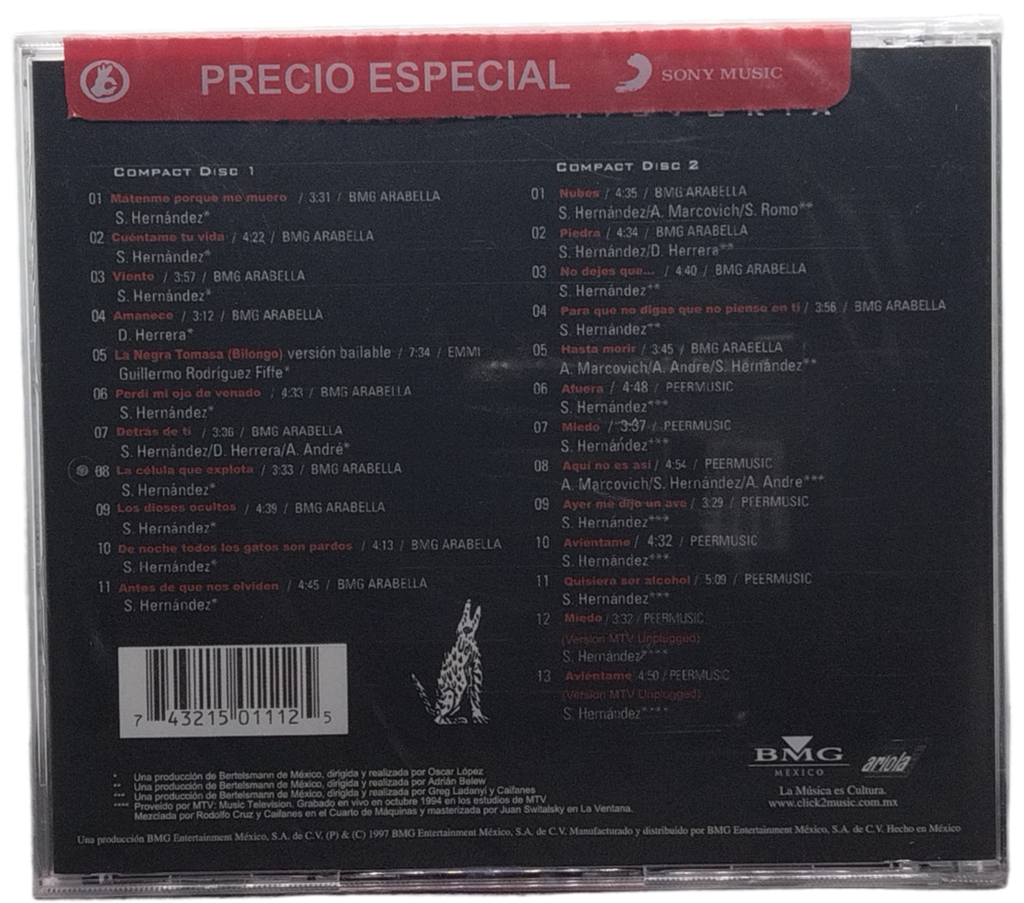 PRECIO ESPECIAL
SONY MUSIC
COMPACT DISC 1
01 Mátenme porque me muero / 3:31 / BMG ARABELLA
S. Hernández*
02 Cuéntame tu vida / 4:22 / BMG ARABELLA
S. Hernández*
03 Viento / 3:57 / BMG ARABELLA
S. Hernández*
04 Amanece / 3:12 / BMG ARABELLA
D. Herrera*
05 La Negra Tomasa (Bilongo) versión bailable / 7:34 / EMMI
Guillermo Rodríguez Fiffe*
06 Perdí mi ojo de venado / 4:33 / BMG ARABELLA
S. Hernández*
07 Detrás de ti / 3:36 / BMG ARABELLA
S. Hernández/D. Herrera/A. André*
08 La célula que explota / 3:33 / BMG ARABELLA
S. Hernández*
09 Los dioses ocultos / 4:39 / BMG ARABELLA
S. Hernández*
10 De noche todos los gatos son pardos / 4:13 / BMG ARABELLA
S. Hernández*
11 Antes de que nos olviden / 4:45 / BMG ARABELLA
S. Hernández*
COMPACT DISC 2
01 Nubes / 4:35 / BMG ARABELLA
S. Hernández/A. Marcovich/S. Romo**
02 Piedra / 4:34 / BMG ARABELLA
S. Hernández/D. Herrera**
03 No dejes que... / 4:40 / BMG ARABELLA
S. Hernández**
04 Para que no digas que no pienso en ti / 3:56 / BMG ARABELLA
S. Hernández**
05 Hasta morir / 3:45 / BMG ARABELLA
A. Marcovich/A. Andre/S. Hernández**
06 Afuera / 4:48 / PEERMUSIC
S. Hernández***
07 Miedo / 3:37 / PEERMUSIC
S. Hernández***
08 Aquí no es así / 4:54 / PEERMUSIC
A. Marcovich/S. Hernández/A. Andre***
09 Ayer me dijo un ave / 3:29 / PEERMUSIC
S. Hernández***
10 Aviéntame / 4:32 / PEERMUSIC
S. Hernández***
11 Quisiera ser alcohol / 5:09 / PEERMUSIC
S. Hernández***
12 Miedo / 3:32 / PEERMUSIC
(Version MTV Unplugged)
S. Hernández****
13 Aviéntame 4:50 / PEERMUSIC
(Version MTV Unplugged)
S. Hernández****
7 43215 01112 5
* Una producción de Bertelsmann de México, dirigida y realizada por Oscar López
** Una producción de Bertelsmann de México, dirigida y realizada por Adrián Belew
*** Una producción de Bertelsmann de México, dirigida y realizada por Greg Ladanyi y Caifanes
**** Proveido por MTV: Music Television. Grabado en vivo en octubre 1994 en los estudios de MTV
Mezclada por Rodolfo Cruz y Caifanes en el Cuarto de Máquinas y masterizada por Juan Switalsky en La Ventana.
BMG
MEXICO
ariola
La Música es Cultura.
www.click2music.com.mx
Una producción BMG Entertainment México, S.A. de C.V. (P) & (C) 1997 BMG Entertainment México, S.A. de C.V. Manufacturado y distribuido por BMG Entertainment México, S.A. de C.V. Hecho en México